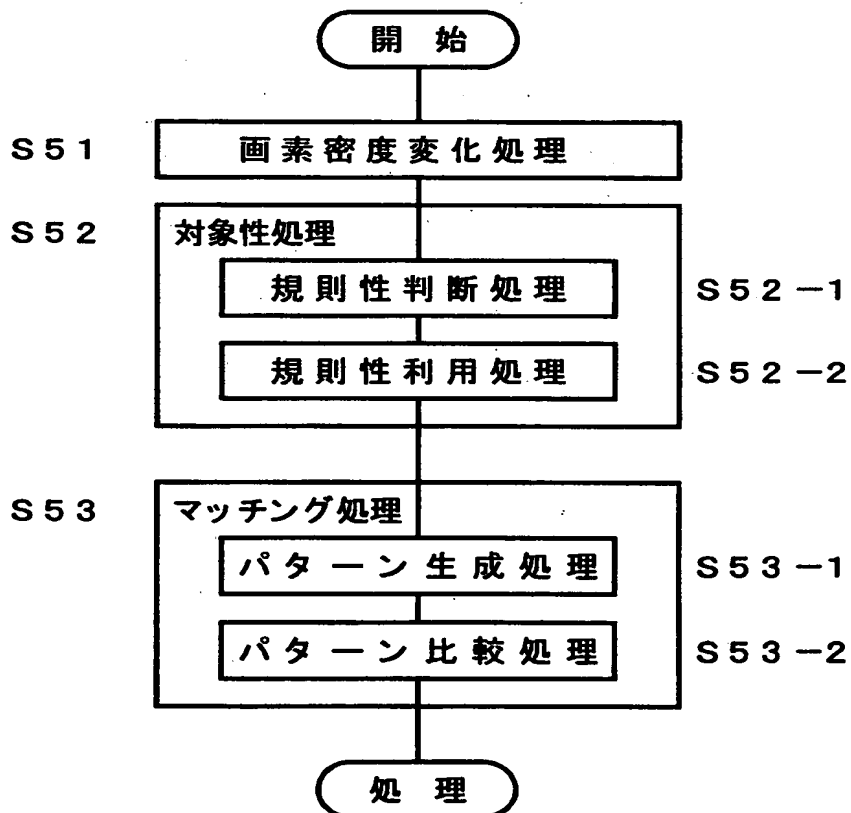 開始
S51 画素密度変化処理
S52 対象性処理
規則性判断処理 S52-1
規則性利用処理 S52-2
S53 マッチング処理
パターン生成処理 S53-1
パターン比較処理 S53-2
処理